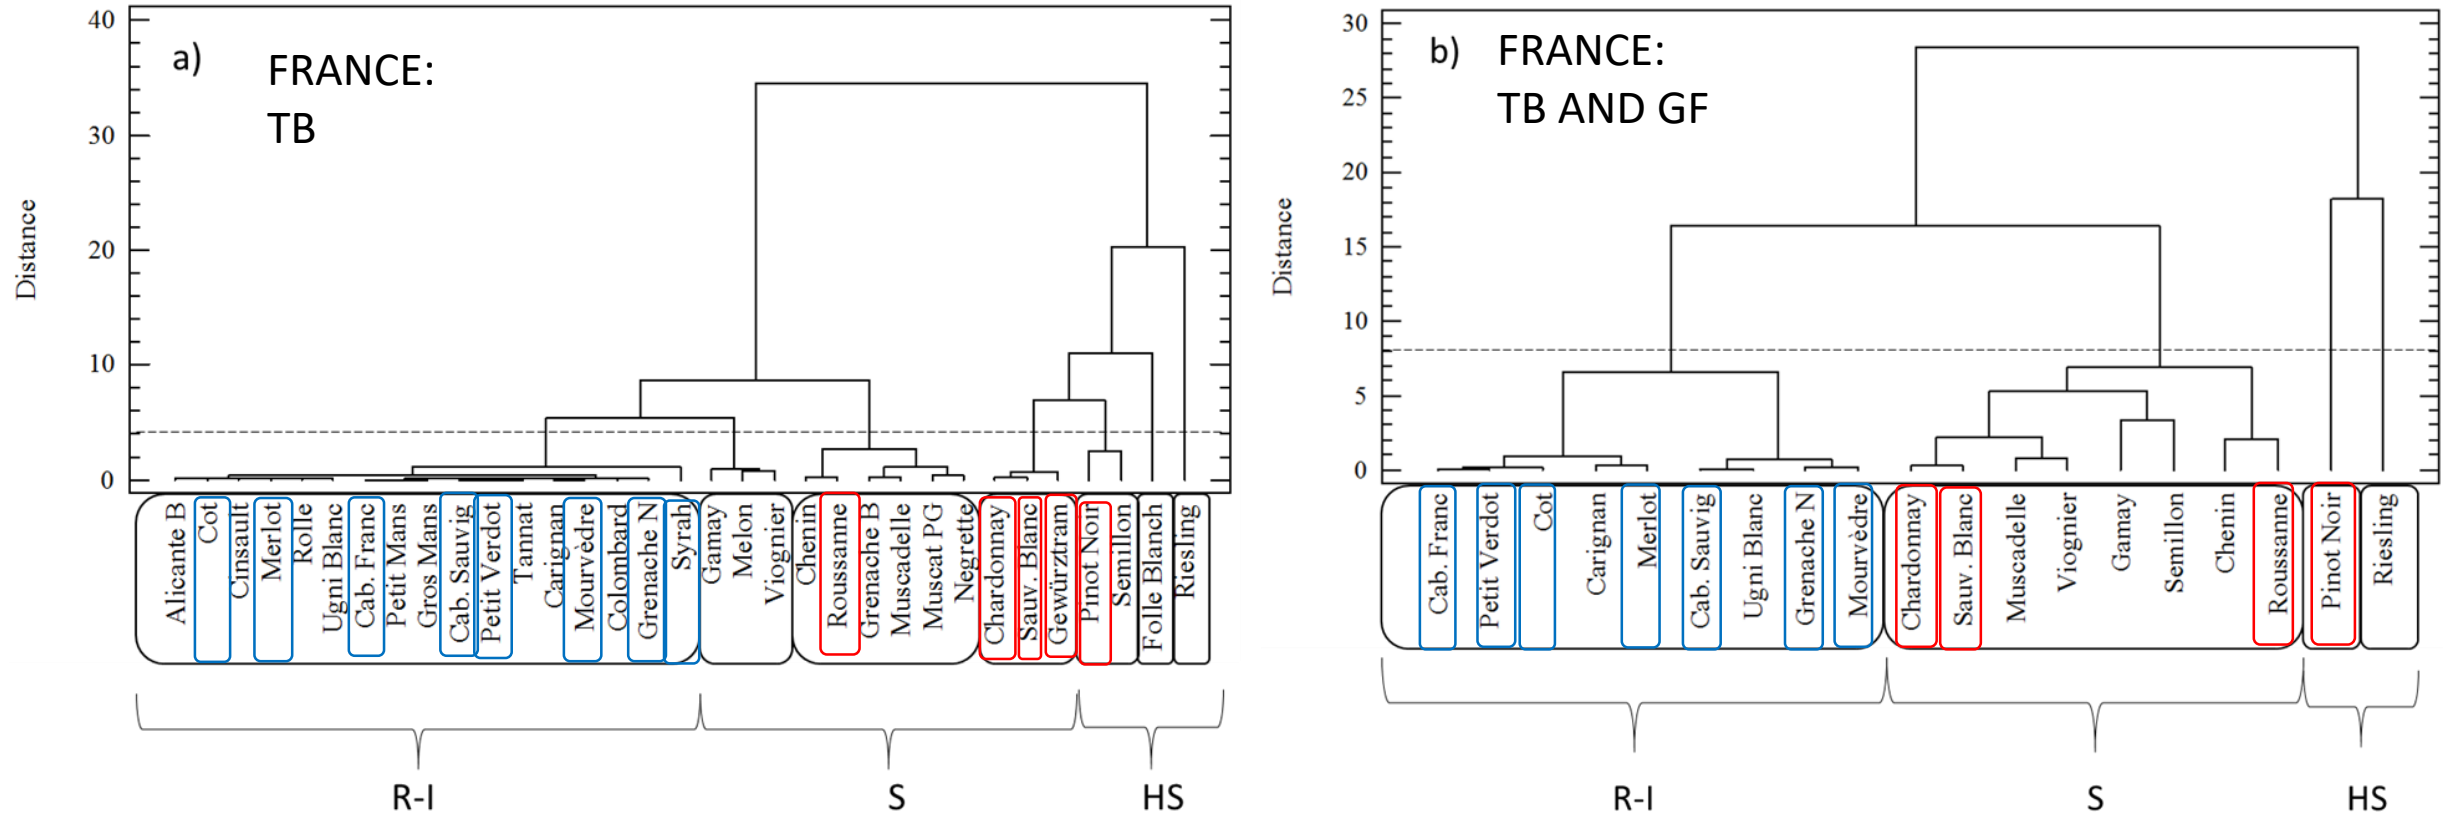 a)
FRANCE:
TB
Distance
40
30
20
10
0
Alicante B
Cot
Cinsault
Merlot
Rolle
Ugni Blanc
Cab. Franc
Petit Mans
Gros Mans
Cab. Sauvig
Petit Verdot
Tannat
Carignan
Mourvèdre
Colombard
Grenache N
Syrah
Gamay
Melon
Viognier
Chenin
Roussanne
Grenache B
Muscadelle
Muscat PG
Negrette
Chardonnay
Sauv. Blanc
Gewürztram
Pinot Noir
Semillon
Folle Blanch
Riesling
R-I
S
HS
b)
FRANCE:
TB AND GF
Distance
30
25
20
15
10
5
0
Cab. Franc
Petit Verdot
Cot
Carignan
Merlot
Cab. Sauvig
Ugni Blanc
Grenache N
Mourvèdre
Chardonnay
Sauv. Blanc
Muscadelle
Viognier
Gamay
Semillon
Chenin
Roussanne
Pinot Noir
Riesling
R-I
S
HS